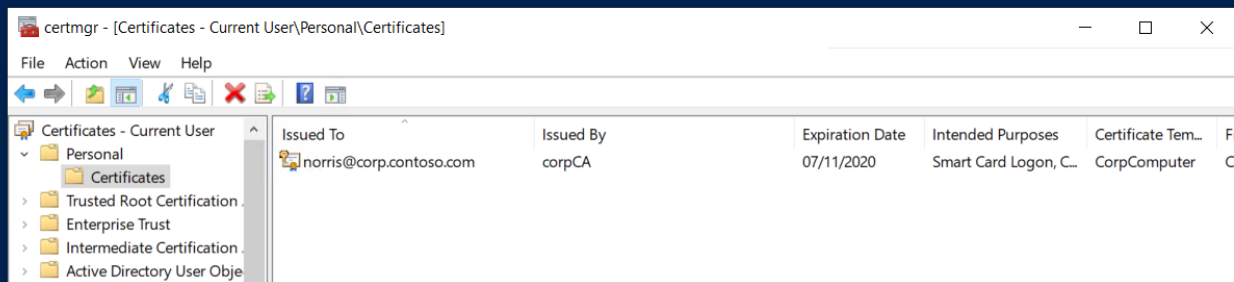 certmgr - [Certificates - Current User\Personal\Certificates]
File Action View Help
Certificates - Current User
Personal
Certificates
Trusted Root Certification
Enterprise Trust
Intermediate Certification
Active Directory User Obje
Issued To Issued By Expiration Date Intended Purposes Certificate Tem... F
norris@corp.contoso.com corpCA 07/11/2020 Smart Card Logon, C... CorpComputer C